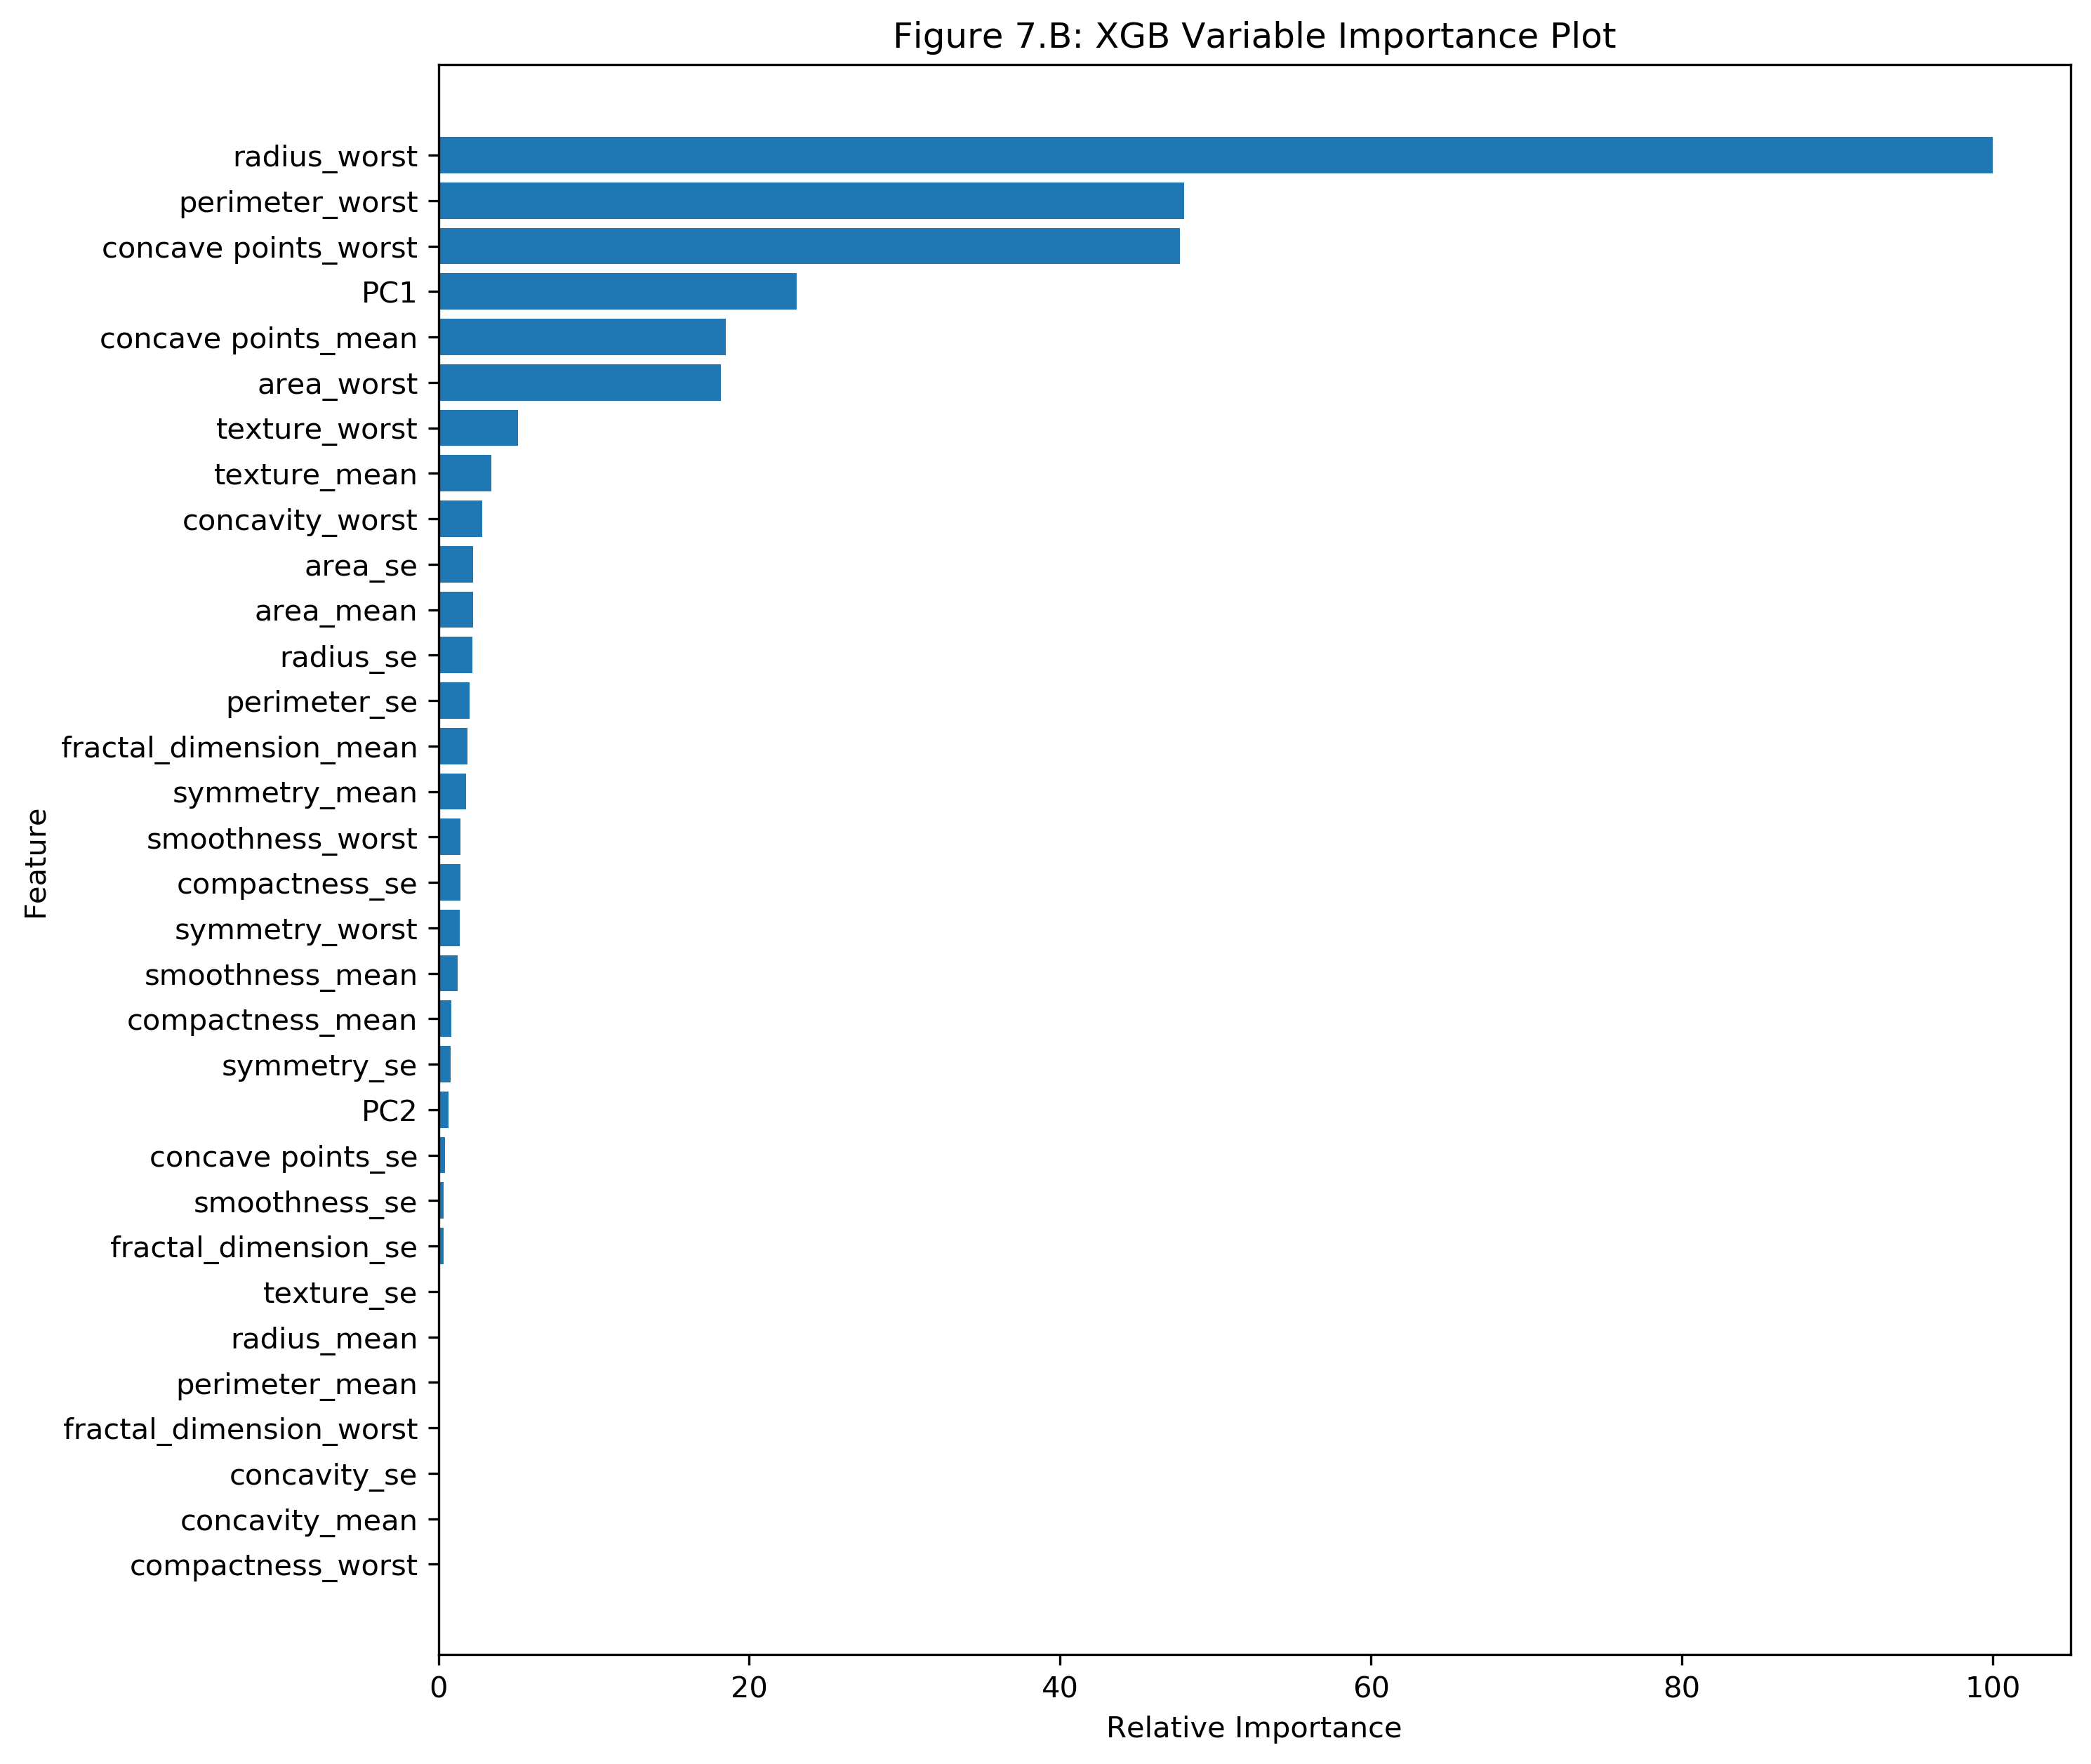 Figure 7.B: XGB Variable Importance Plot
radius_worst
perimeter_worst
concave points_worst
PC1
concave points_mean
area_worst
texture_worst
texture_mean
concavity_worst
area_se
area_mean
radius_se
perimeter_se
fractal_dimension_mean
symmetry_mean
smoothness_worst
compactness_se
symmetry_worst
smoothness_mean
compactness_mean
symmetry_se
PC2
concave points_se
smoothness_se
fractal_dimension_se
texture_se
radius_mean
perimeter_mean
fractal_dimension_worst
concavity_se
concavity_mean
compactness_worst
Feature
0 20 40 60 80 100
Relative Importance